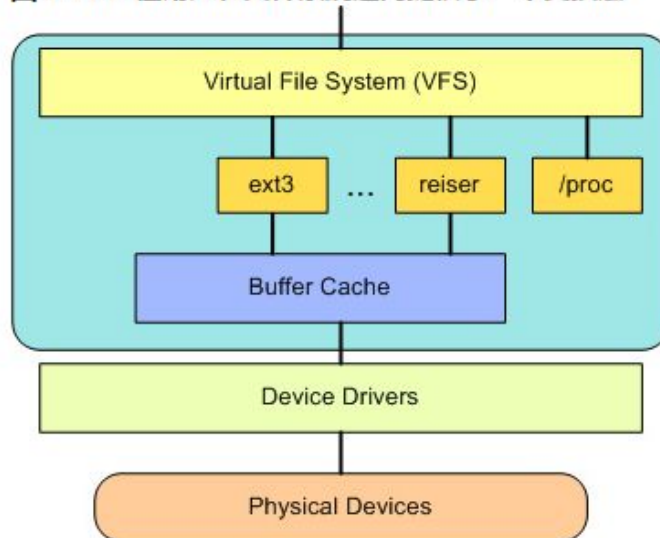 Virtual File System (VFS)
ext3 ... reiser /proc
Buffer Cache
Device Drivers
Physical Devices